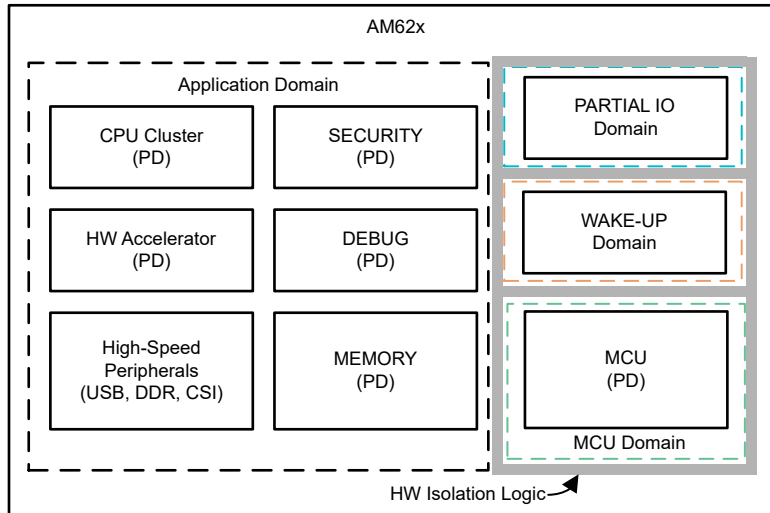 AM62x
Application Domain
CPU Cluster
(PD)
SECURITY
(PD)
HW Accelerator
(PD)
DEBUG
(PD)
High-Speed
Peripherals
(USB, DDR, CSI)
MEMORY
(PD)
PARTIAL IO
Domain
WAKE-UP
Domain
MCU
(PD)
MCU Domain
HW Isolation Logic